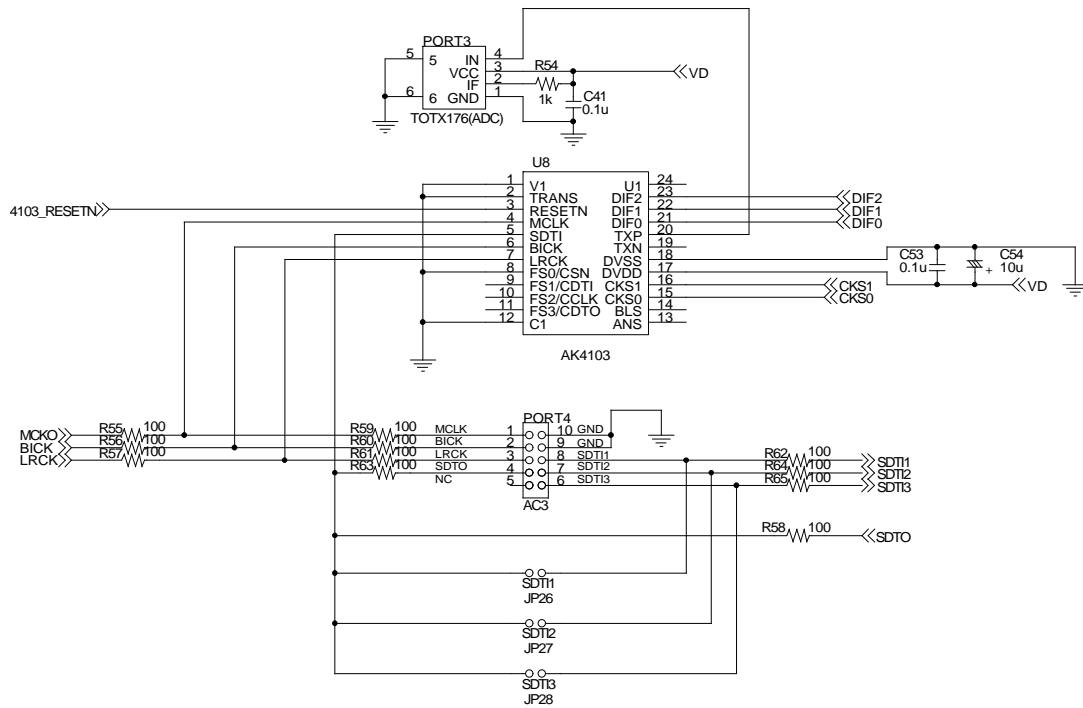 PORT3
5 5 IN 4
VCC 3
IF 2
6 6 GND 1
TOTX176(ADC)
R54
1k
C41
0.1u
VD
U8
1 V1 U1 24
2 TRANS DIF2 23
3 RESETN DIF1 22
4 MCLK DIF0 21
5 SDTI TXP 20
6 BICK TXN 19
7 LRCK DVSS 18
8 FS0/CSN DVDD 17
9 FS1/CDTI CKS1 16
10 FS2/CCLK CKS0 15
11 FS3/CDTO BLS 14
12 C1 ANS 13
AK4103
4103_RESETN
DIF2
DIF1
DIF0
C53
0.1u
C54
10u
+
VD
CKS1
CKS0
MCKO
BICK
LRCK
R55 100
R56 100
R57 100
R59 100
R60 100
R61 100
R63 100
MCLK
BICK
LRCK
SDTO
NC
PORT4
1 10 GND
2 9 GND
3 8 SDTI1
4 7 SDTI2
5 6 SDTI3
AC3
R62 100
R64 100
R65 100
SDTI1
SDTI2
SDTI3
R58 100
SDTO
SDTI1
JP26
SDTI2
JP27
SDTI3
JP28